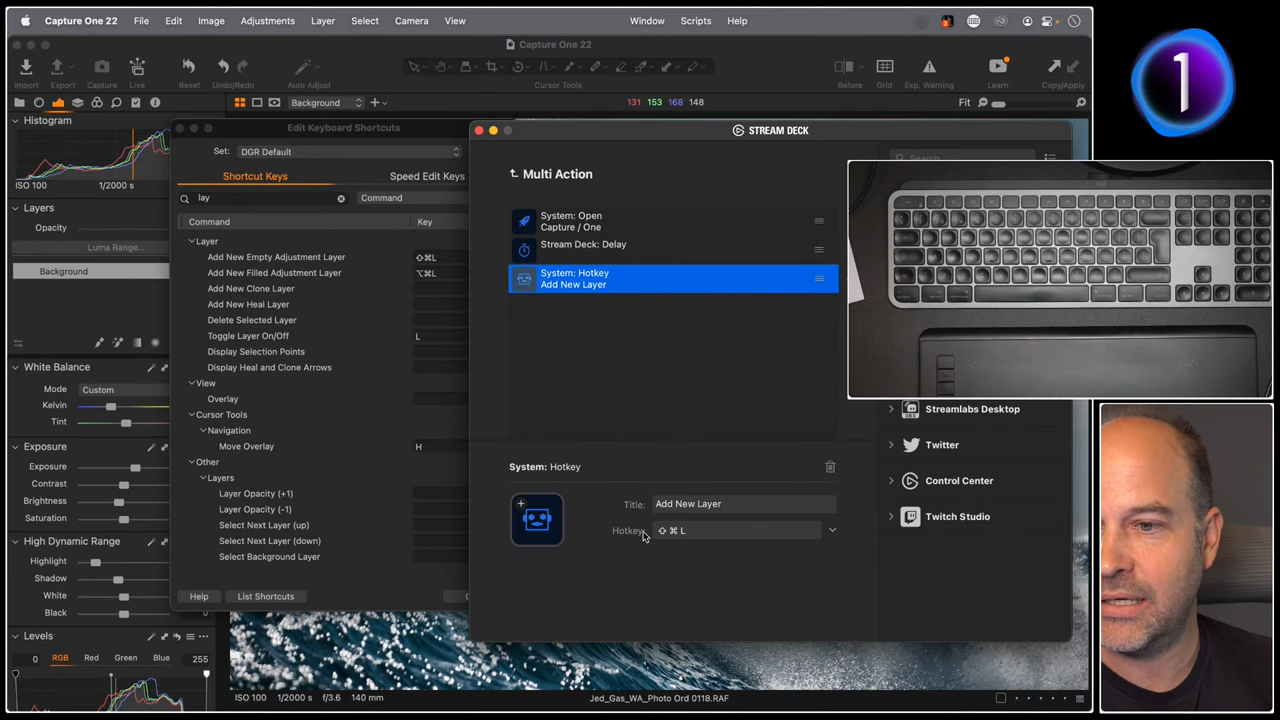 Capture One 22 File Edit Image Adjustments Layer Select Camera View Window Scripts Help
Capture One 22
Import Export Capture Live Reset Undo/Redo Auto Adjust Cursor Tools Before Grid Exp. Warning Learn Copy/Apply
Background
131 153 168 148
Fit
Histogram
ISO 100 1/2000 s
Layers
Opacity
Luma Range...
Background
White Balance
Mode Custom
Kelvin
Tint
Exposure
Exposure
Contrast
Brightness
Saturation
High Dynamic Range
Highlight
Shadow
White
Black
Levels
RGB Red Green Blue
0 255
Edit Keyboard Shortcuts
Set: DGR Default
Shortcut Keys Speed Edit Keys
lay Command
Command Key
Layer
Add New Empty Adjustment Layer ⇧⌘L
Add New Filled Adjustment Layer ⌥⌘L
Add New Clone Layer
Add New Heal Layer
Delete Selected Layer
Toggle Layer On/Off L
Display Selection Points
Display Heal and Clone Arrows
View
Overlay
Cursor Tools
Navigation
Move Overlay H
Other
Layers
Layer Opacity (+1)
Layer Opacity (-1)
Select Next Layer (up)
Select Next Layer (down)
Select Background Layer
Help List Shortcuts
STREAM DECK
Search
Multi Action
System: Open
Capture / One
Stream Deck: Delay
System: Hotkey
Add New Layer
System: Hotkey
Title: Add New Layer
Hotkey: ⇧ ⌘ L
Streamlabs Desktop
Twitter
Control Center
Twitch Studio
ISO 100 1/2000 s f/3.6 140 mm
Jed_Gas_WA_Photo Ord 0118.RAF
1